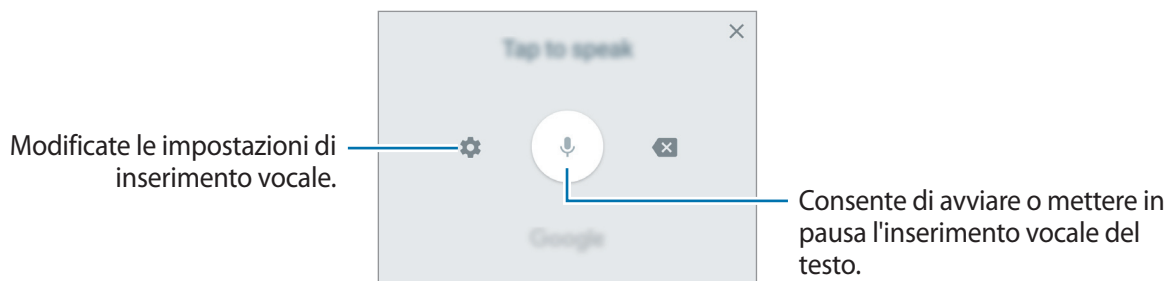 Tap to speak
Modificate le impostazioni di
inserimento vocale.
Consente di avviare o mettere in
pausa l'inserimento vocale del
testo.
Google